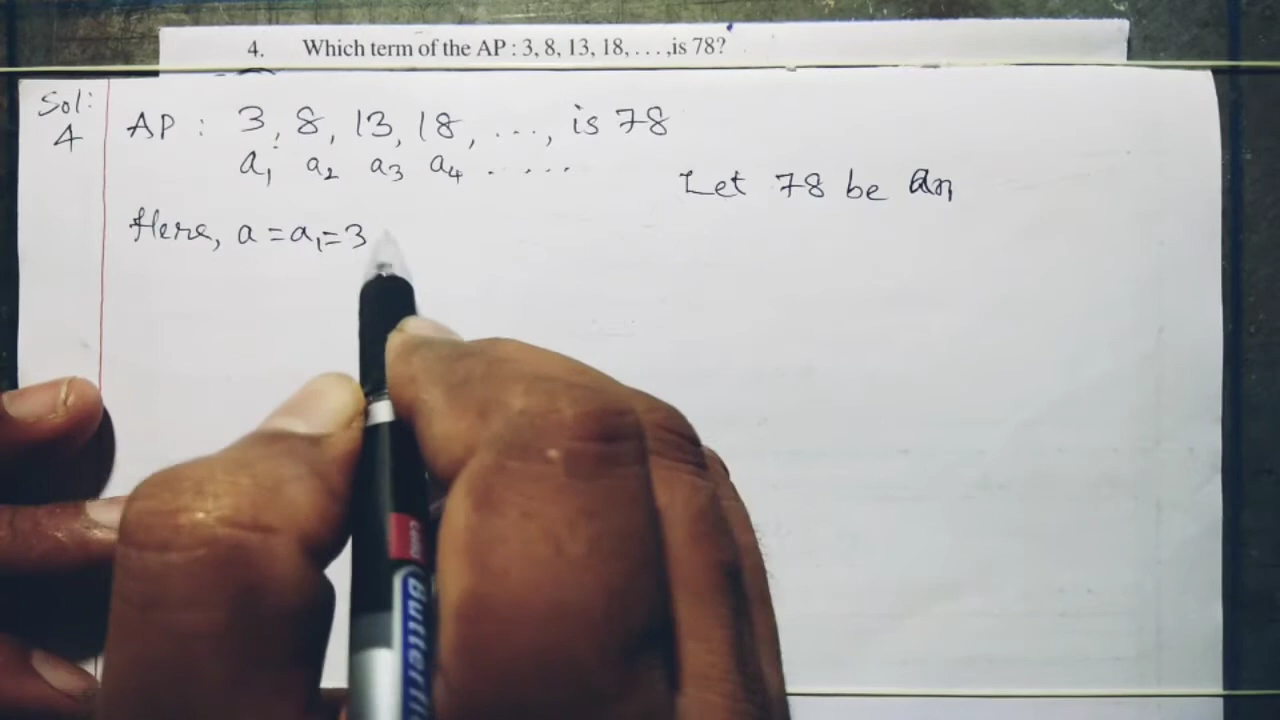 4. Which term of the AP : 3, 8, 13, 18, . . . ,is 78?
Sol:
4
AP : 3, 8, 13, 18, ..., is 78
a1 a2 a3 a4 . . . . .
Let 78 be an
Here, a = a1 = 3